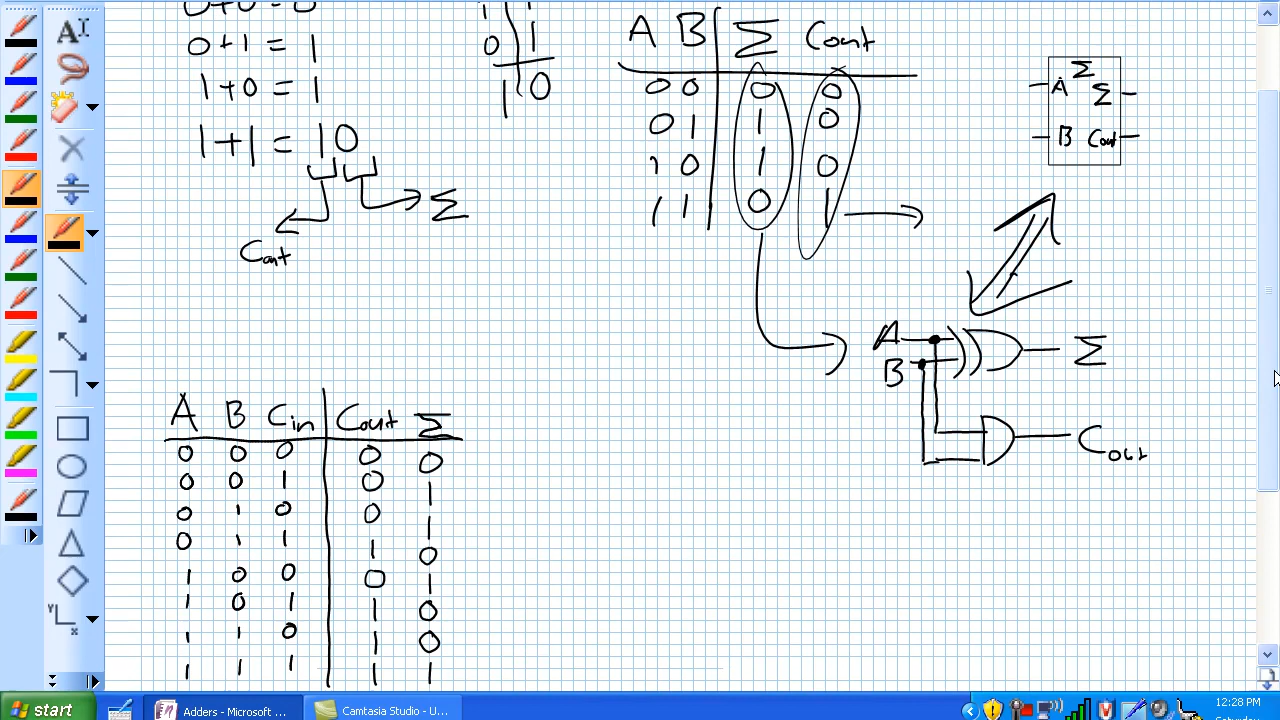 0+0=0
0+1 = 1
1+0 = 1
1+1 = 10
Cout
Σ
1 1
0 1
1 0
A B Σ Cout
0 0 0 0
0 1 1 0
1 0 1 0
1 1 0 1
Σ
A Σ
B Cout
A
B
Σ
Cout
A B Cin Cout Σ
0 0 0 0 0
0 0 1 0 1
0 1 0 0 1
0 1 1 1 0
1 0 0 0 1
1 0 1 1 0
1 1 0 1 0
1 1 1 1 1
start
Adders - Microsoft ...
Camtasia Studio - U...
12:28 PM